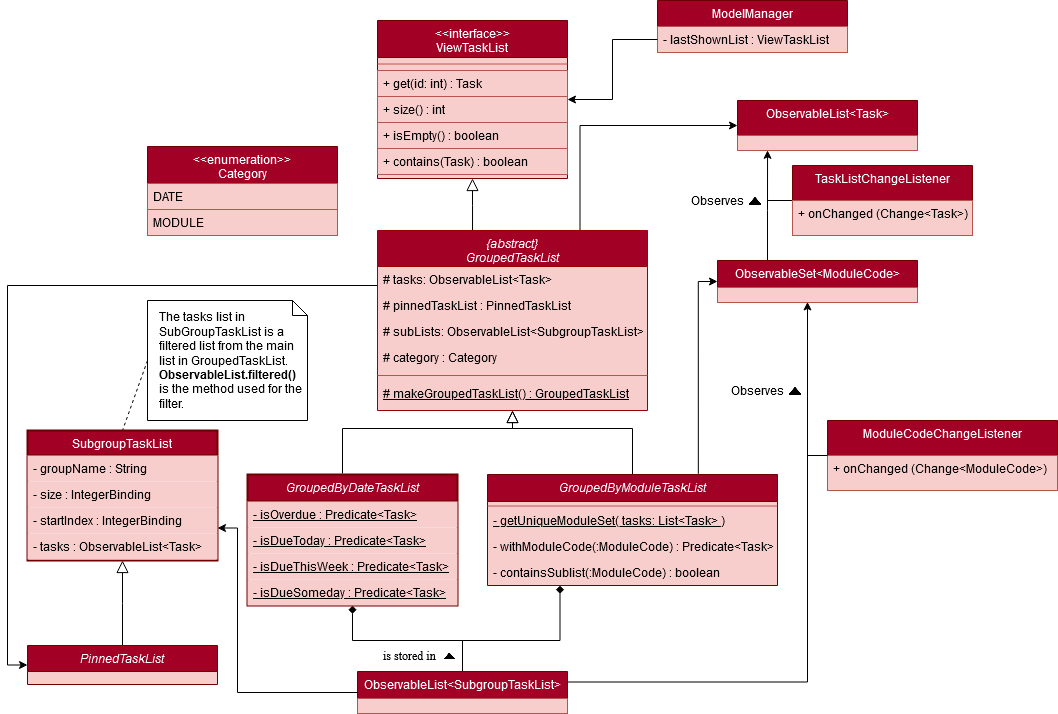 ModelManager
- lastShownList : ViewTaskList
<<interface>>
ViewTaskList
+ get(id: int) : Task
+ size() : int
+ isEmpty() : boolean
+ contains(Task) : boolean
ObservableList<Task>
<<enumeration>>
Category
DATE
MODULE
TaskListChangeListener
+ onChanged (Change<Task>)
Observes
{abstract}
GroupedTaskList
# tasks: ObservableList<Task>
# pinnedTaskList : PinnedTaskList
# subLists: ObservableList<SubgroupTaskList>
# category : Category
# makeGroupedTaskList() : GroupedTaskList
ObservableSet<ModuleCode>
The tasks list in
SubGroupTaskList is a
filtered list from the main
list in GroupedTaskList.
ObservableList.filtered()
is the method used for the
filter.
Observes
ModuleCodeChangeListener
+ onChanged (Change<ModuleCode>)
SubgroupTaskList
- groupName : String
- size : IntegerBinding
- startIndex : IntegerBinding
- tasks : ObservableList<Task>
GroupedByDateTaskList
- isOverdue : Predicate<Task>
- isDueToday : Predicate<Task>
- isDueThisWeek : Predicate<Task>
- isDueSomeday : Predicate<Task>
GroupedByModuleTaskList
- getUniqueModuleSet( tasks: List<Task> )
- withModuleCode(:ModuleCode) : Predicate<Task>
- containsSublist(:ModuleCode) : boolean
PinnedTaskList
is stored in
ObservableList<SubgroupTaskList>